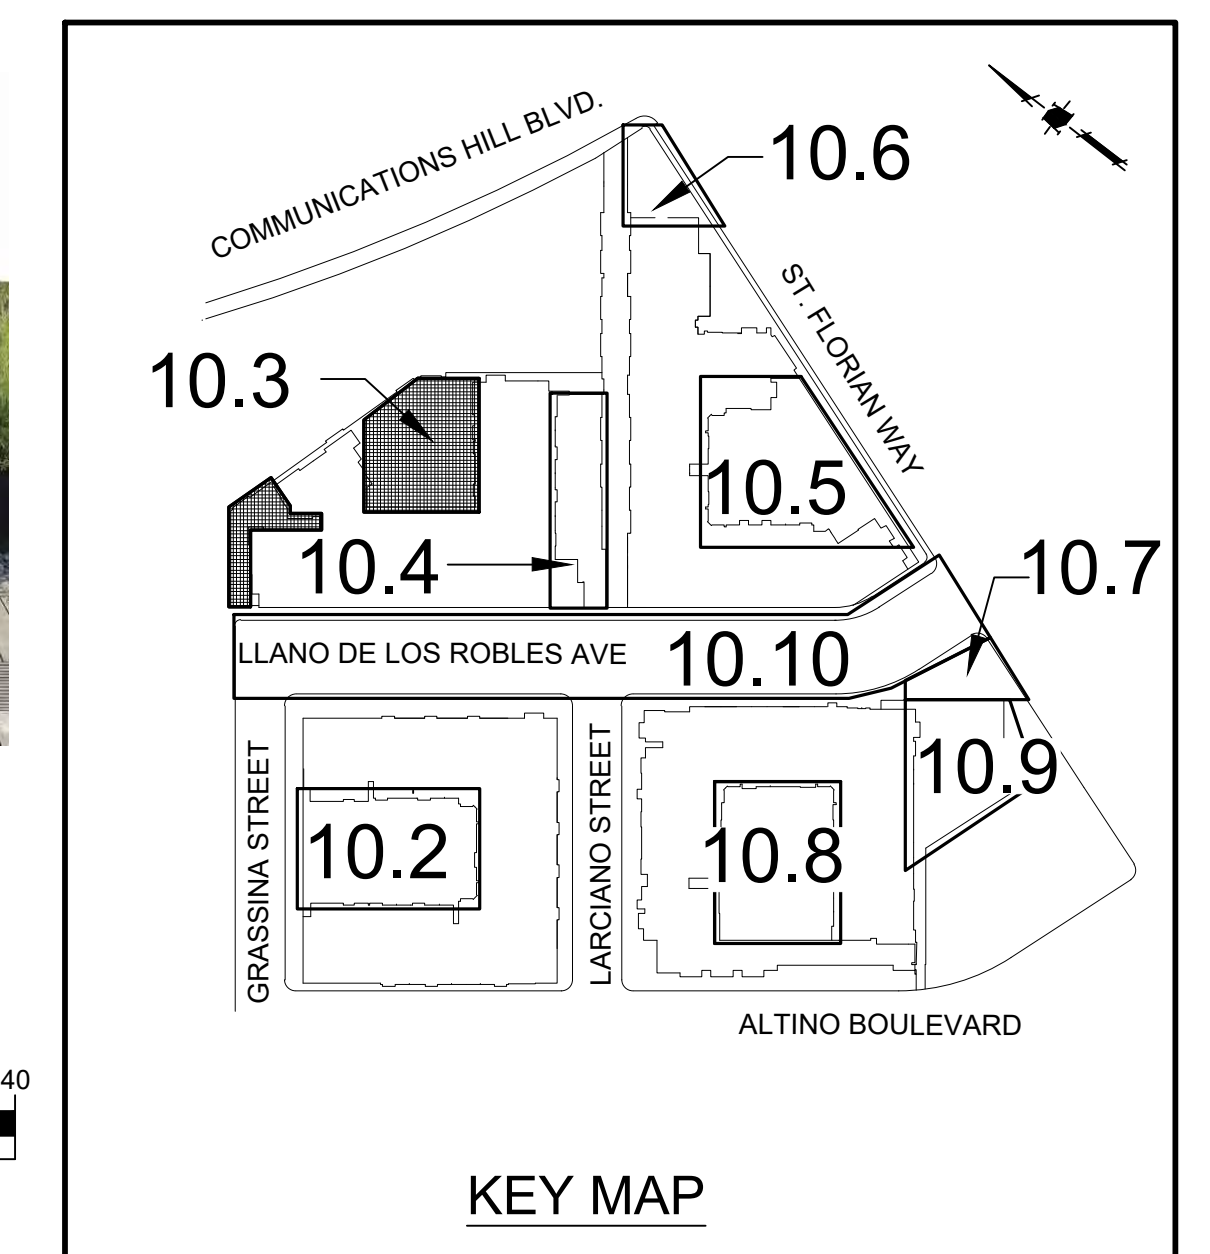 COMMUNICATIONS HILL BLVD.
10.6
ST. FLORIAN WAY
10.3
10.5
10.4
10.7
LLANO DE LOS ROBLES AVE
10.10
GRASSINA STREET
LARCIANO STREET
10.9
10.2
10.8
ALTINO BOULEVARD
40
KEY MAP